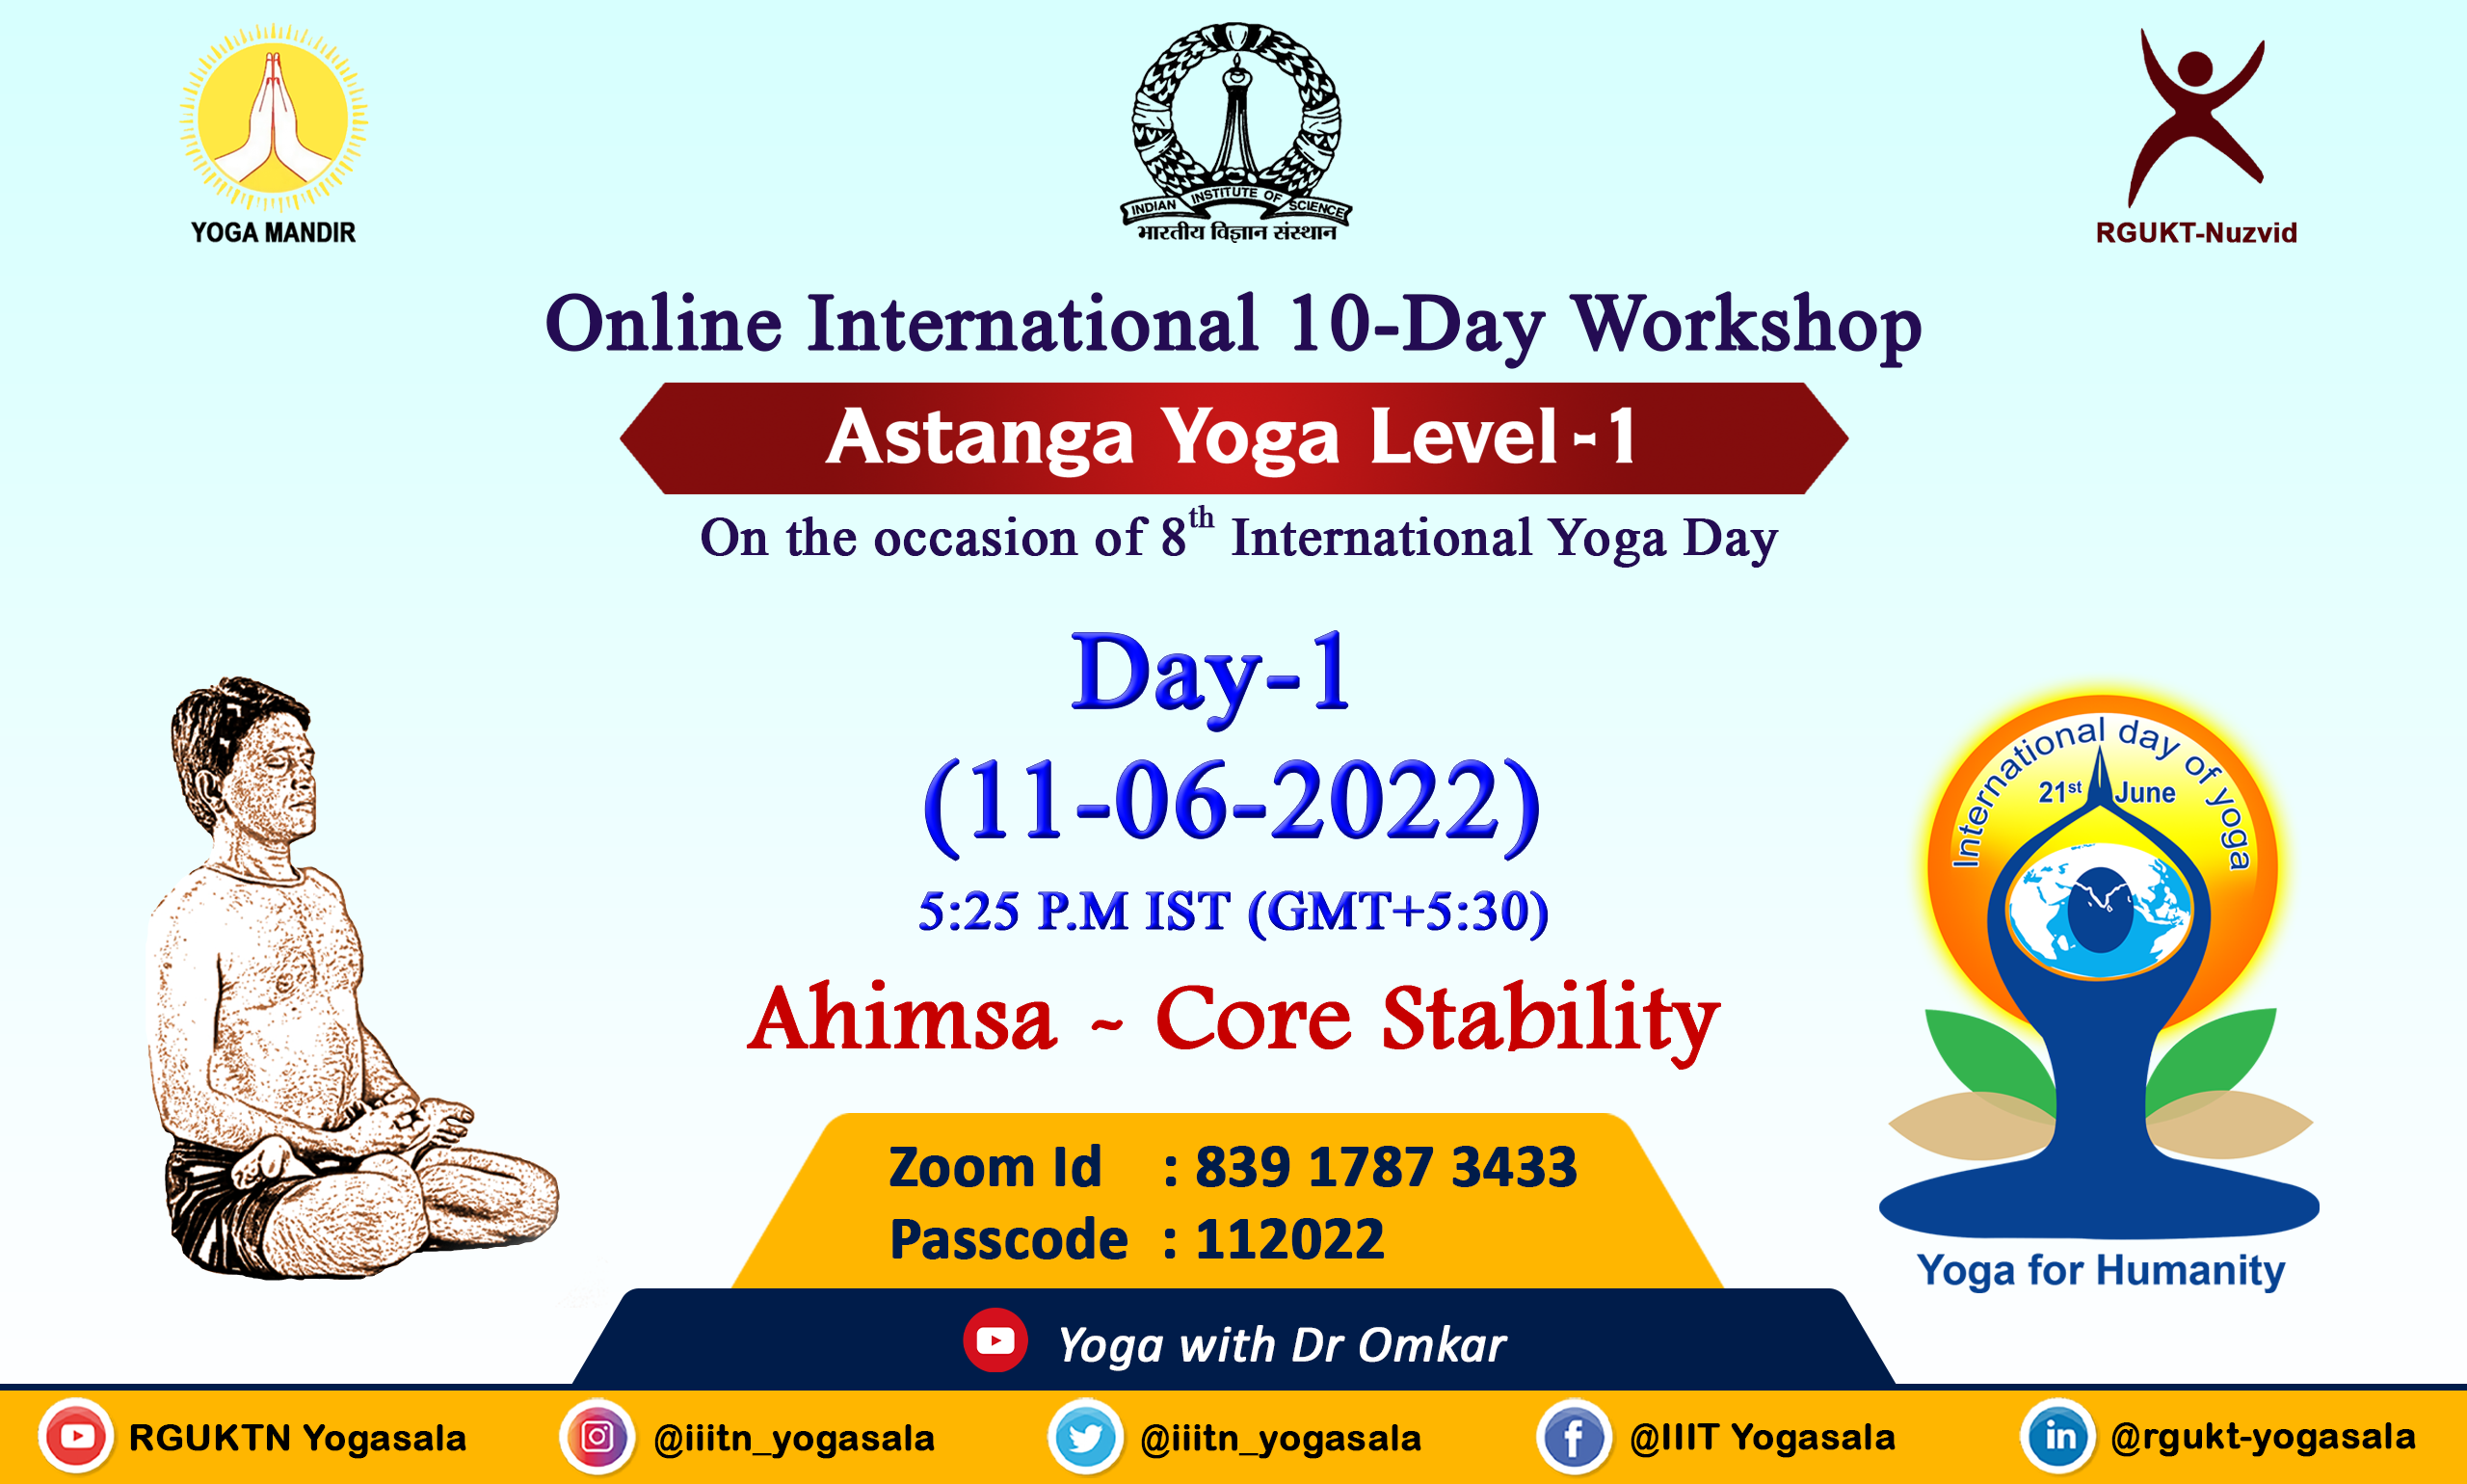 YOGA MANDIR
INDIAN INSTITUTE OF SCIENCE
भारतीय विज्ञान संस्थान
RGUKT-Nuzvid
Online International 10-Day Workshop
Astanga Yoga Level-1
On the occasion of 8th International Yoga Day
Day-1
(11-06-2022)
5:25 P.M IST (GMT+5:30)
Ahimsa ~ Core Stability
International day of yoga
21st June
Yoga for Humanity
Zoom Id : 839 1787 3433
Passcode : 112022
Yoga with Dr Omkar
RGUKTN Yogasala
@iiitn_yogasala
@iiitn_yogasala
@IIIT Yogasala
@rgukt-yogasala